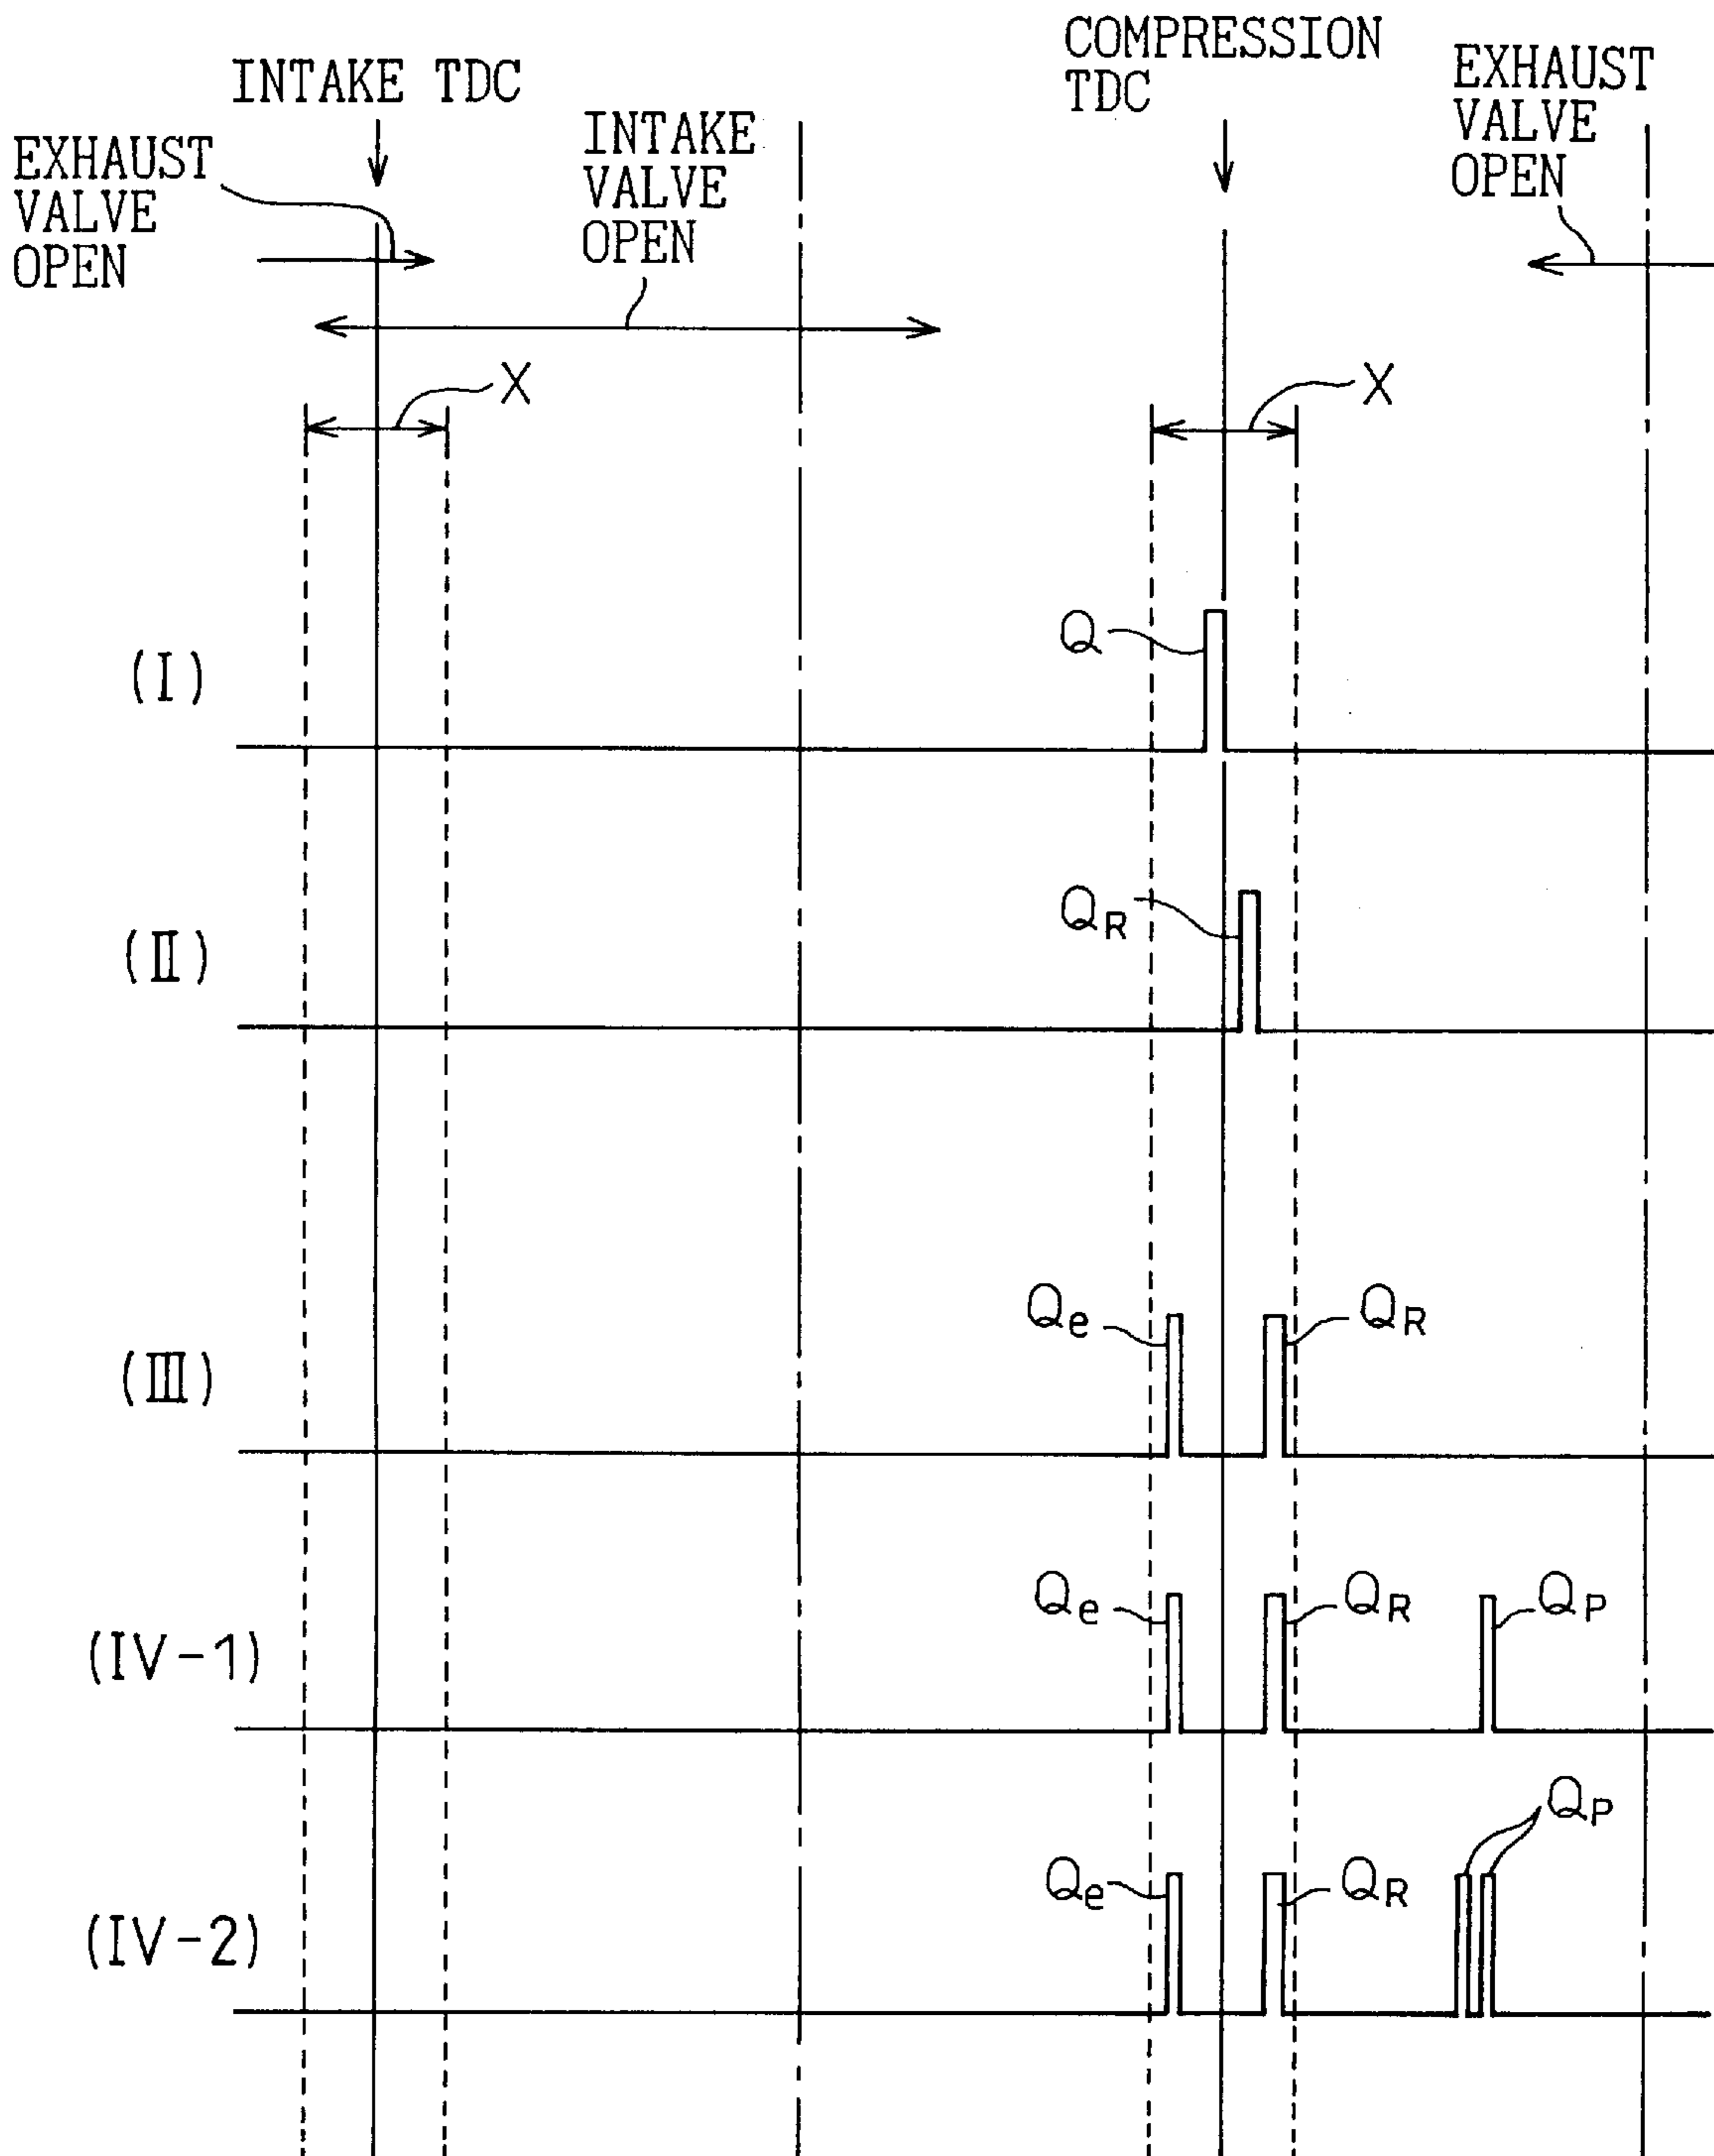 COMPRESSION
TDC
INTAKE TDC
EXHAUST
VALVE
OPEN
INTAKE
VALVE
OPEN
EXHAUST
VALVE
OPEN
X
X
(I)
Q
(II)
QR
(III)
Qe
QR
(IV-1)
Qe
QR
QP
(IV-2)
Qe
QR
QP